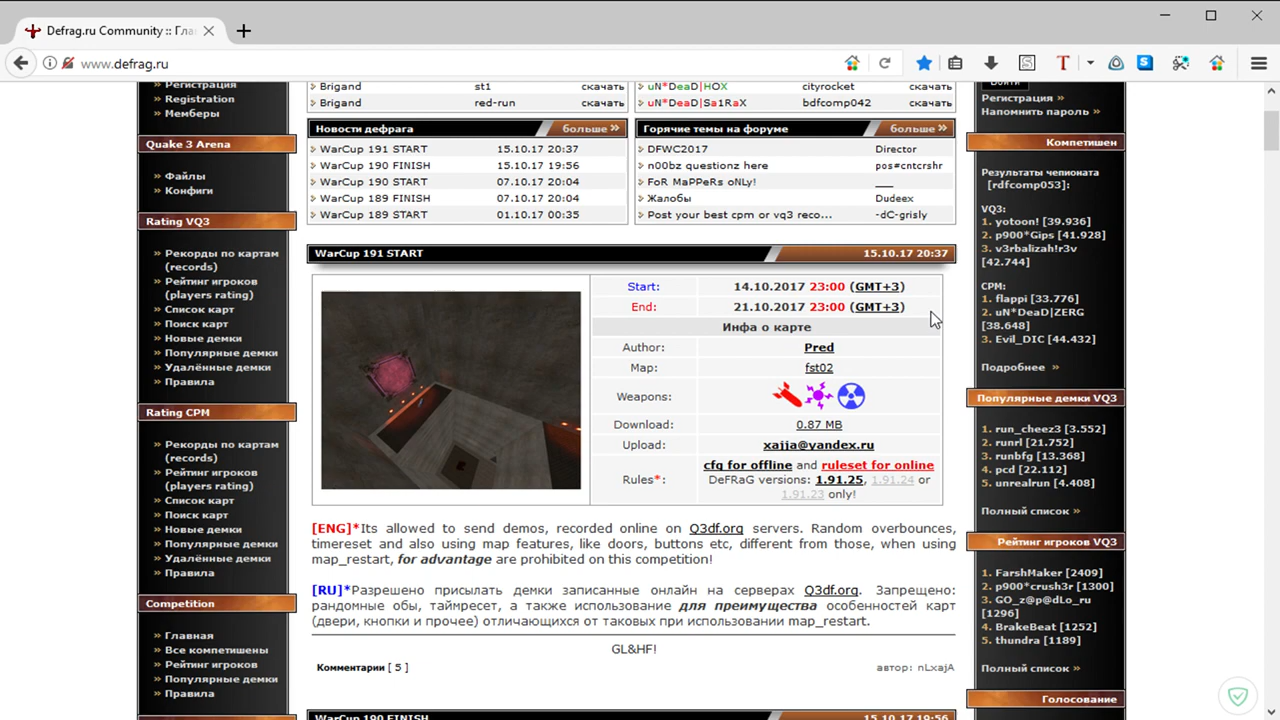 Defrag.ru Community :: Гла
www.defrag.ru
Регистрация
Registration
Мемберы
Quake 3 Arena
Файлы
Конфиги
Rating VQ3
Рекорды по картам
(records)
Рейтинг игроков
(players rating)
Список карт
Поиск карт
Новые демки
Популярные демки
Удалённые демки
Правила
Rating CPM
Рекорды по картам
(records)
Рейтинг игроков
(players rating)
Список карт
Поиск карт
Новые демки
Популярные демки
Удалённые демки
Правила
Competition
Главная
Все компетишены
Рейтинг игроков
Популярные демки
Правила
Brigand st1 скачать
Brigand red-run скачать
uN*DeaD|HOX cityrocket скачать
uN*DeaD|Sa1RaX bdfcomp042 скачать
Новости дефрага больше »
WarCup 191 START 15.10.17 20:37
WarCup 190 FINISH 15.10.17 19:56
WarCup 190 START 07.10.17 20:04
WarCup 189 FINISH 07.10.17 20:04
WarCup 189 START 01.10.17 00:35
Горячие темы на форуме больше »
DFWC2017 Director
n00bz questionz here pos#cntcrshr
FoR MaPPeRs oNLy! ___
Жалобы Dudeex
Post your best cpm or vq3 reco... -dC-grisly
WarCup 191 START 15.10.17 20:37
Start: 14.10.2017 23:00 (GMT+3)
End: 21.10.2017 23:00 (GMT+3)
Инфа о карте
Author: Pred
Map: fst02
Weapons:
Download: 0.87 MB
Upload: xajja@yandex.ru
Rules*: cfg for offline and ruleset for online
DeFRaG versions: 1.91.25, 1.91.24 or
1.91.23 only!
[ENG]*Its allowed to send demos, recorded online on Q3df.org servers. Random overbounces,
timereset and also using map features, like doors, buttons etc, different from those, when using
map_restart, for advantage are prohibited on this competition!
[RU]*Разрешено присылать демки записанные онлайн на серверах Q3df.org. Запрещено:
рандомные обы, таймресет, а также использование для преимущества особенностей карт
(двери, кнопки и прочее) отличающихся от таковых при использовании map_restart.
GL&HF!
Комментарии [ 5 ] автор: nLxajA
WarCup 190 FINISH 15.10.17 19:56
Войти
Регистрация »
Напомнить пароль »
Компетишен
Результаты чемпионата
[rdfcomp053]:
VQ3:
1. yotoon! [39.936]
2. p900*Gips [41.928]
3. v3rbalizah!r3v
[42.744]
CPM:
1. flappi [33.776]
2. uN*DeaD|ZERG
[38.648]
3. Evil_DIC [44.432]
Подробнее »
Популярные демки VQ3
1. run_cheez3 [3.552]
2. runrl [21.752]
3. runbfg [13.368]
4. pcd [22.112]
5. unrealrun [4.408]
Полный список »
Рейтинг игроков VQ3
1. FarshMaker [2409]
2. p900*crush3r [1300]
3. GO_z@p@dLo_ru
[1296]
4. BrakeBeat [1252]
5. thundra [1189]
Полный список »
Голосование